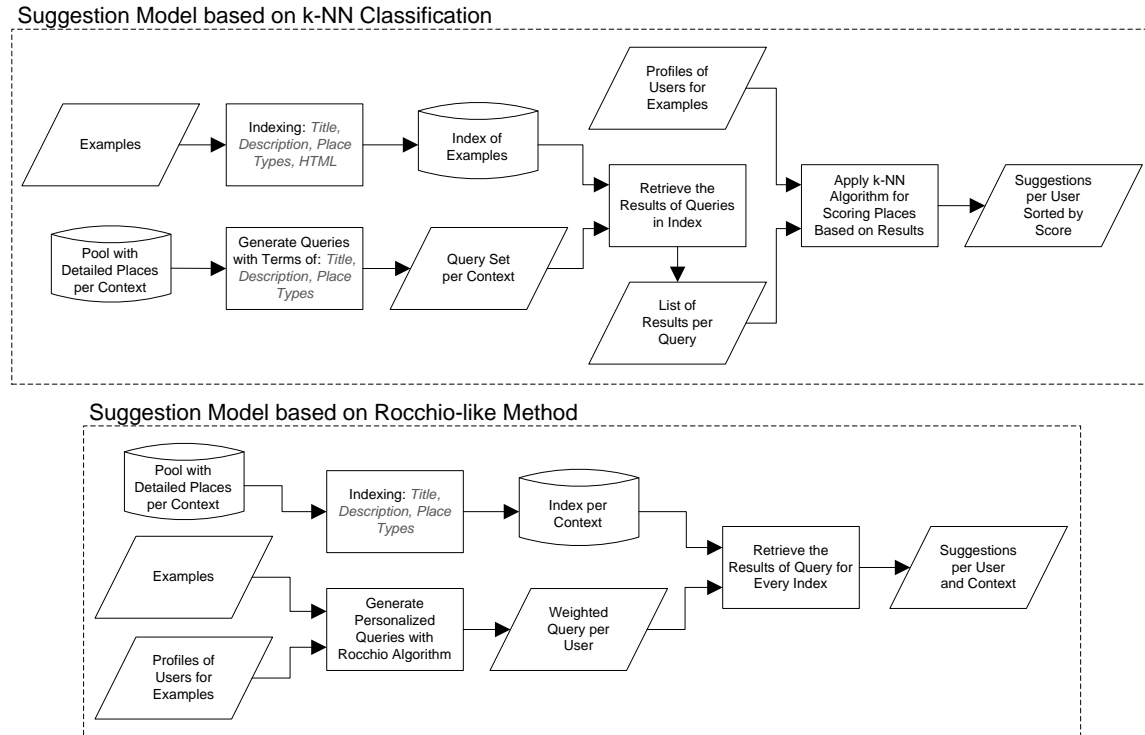 Suggestion Model based on k-NN Classification
Profiles of
Users for
Examples
Examples
Indexing: Title,
Description, Place
Types, HTML
Index of
Examples
Retrieve the
Results of Queries
in Index
Apply k-NN
Algorithm for
Scoring Places
Based on Results
Suggestions
per User
Sorted by
Score
Pool with
Detailed Places
per Context
Generate Queries
with Terms of: Title,
Description, Place
Types
Query Set
per Context
List of
Results per
Query
Suggestion Model based on Rocchio-like Method
Pool with
Detailed Places
per Context
Indexing: Title,
Description, Place
Types
Index per
Context
Retrieve the
Results of Query for
Every Index
Suggestions
per User
and Context
Examples
Generate
Personalized
Queries with
Rocchio Algorithm
Weighted
Query per
User
Profiles of
Users for
Examples